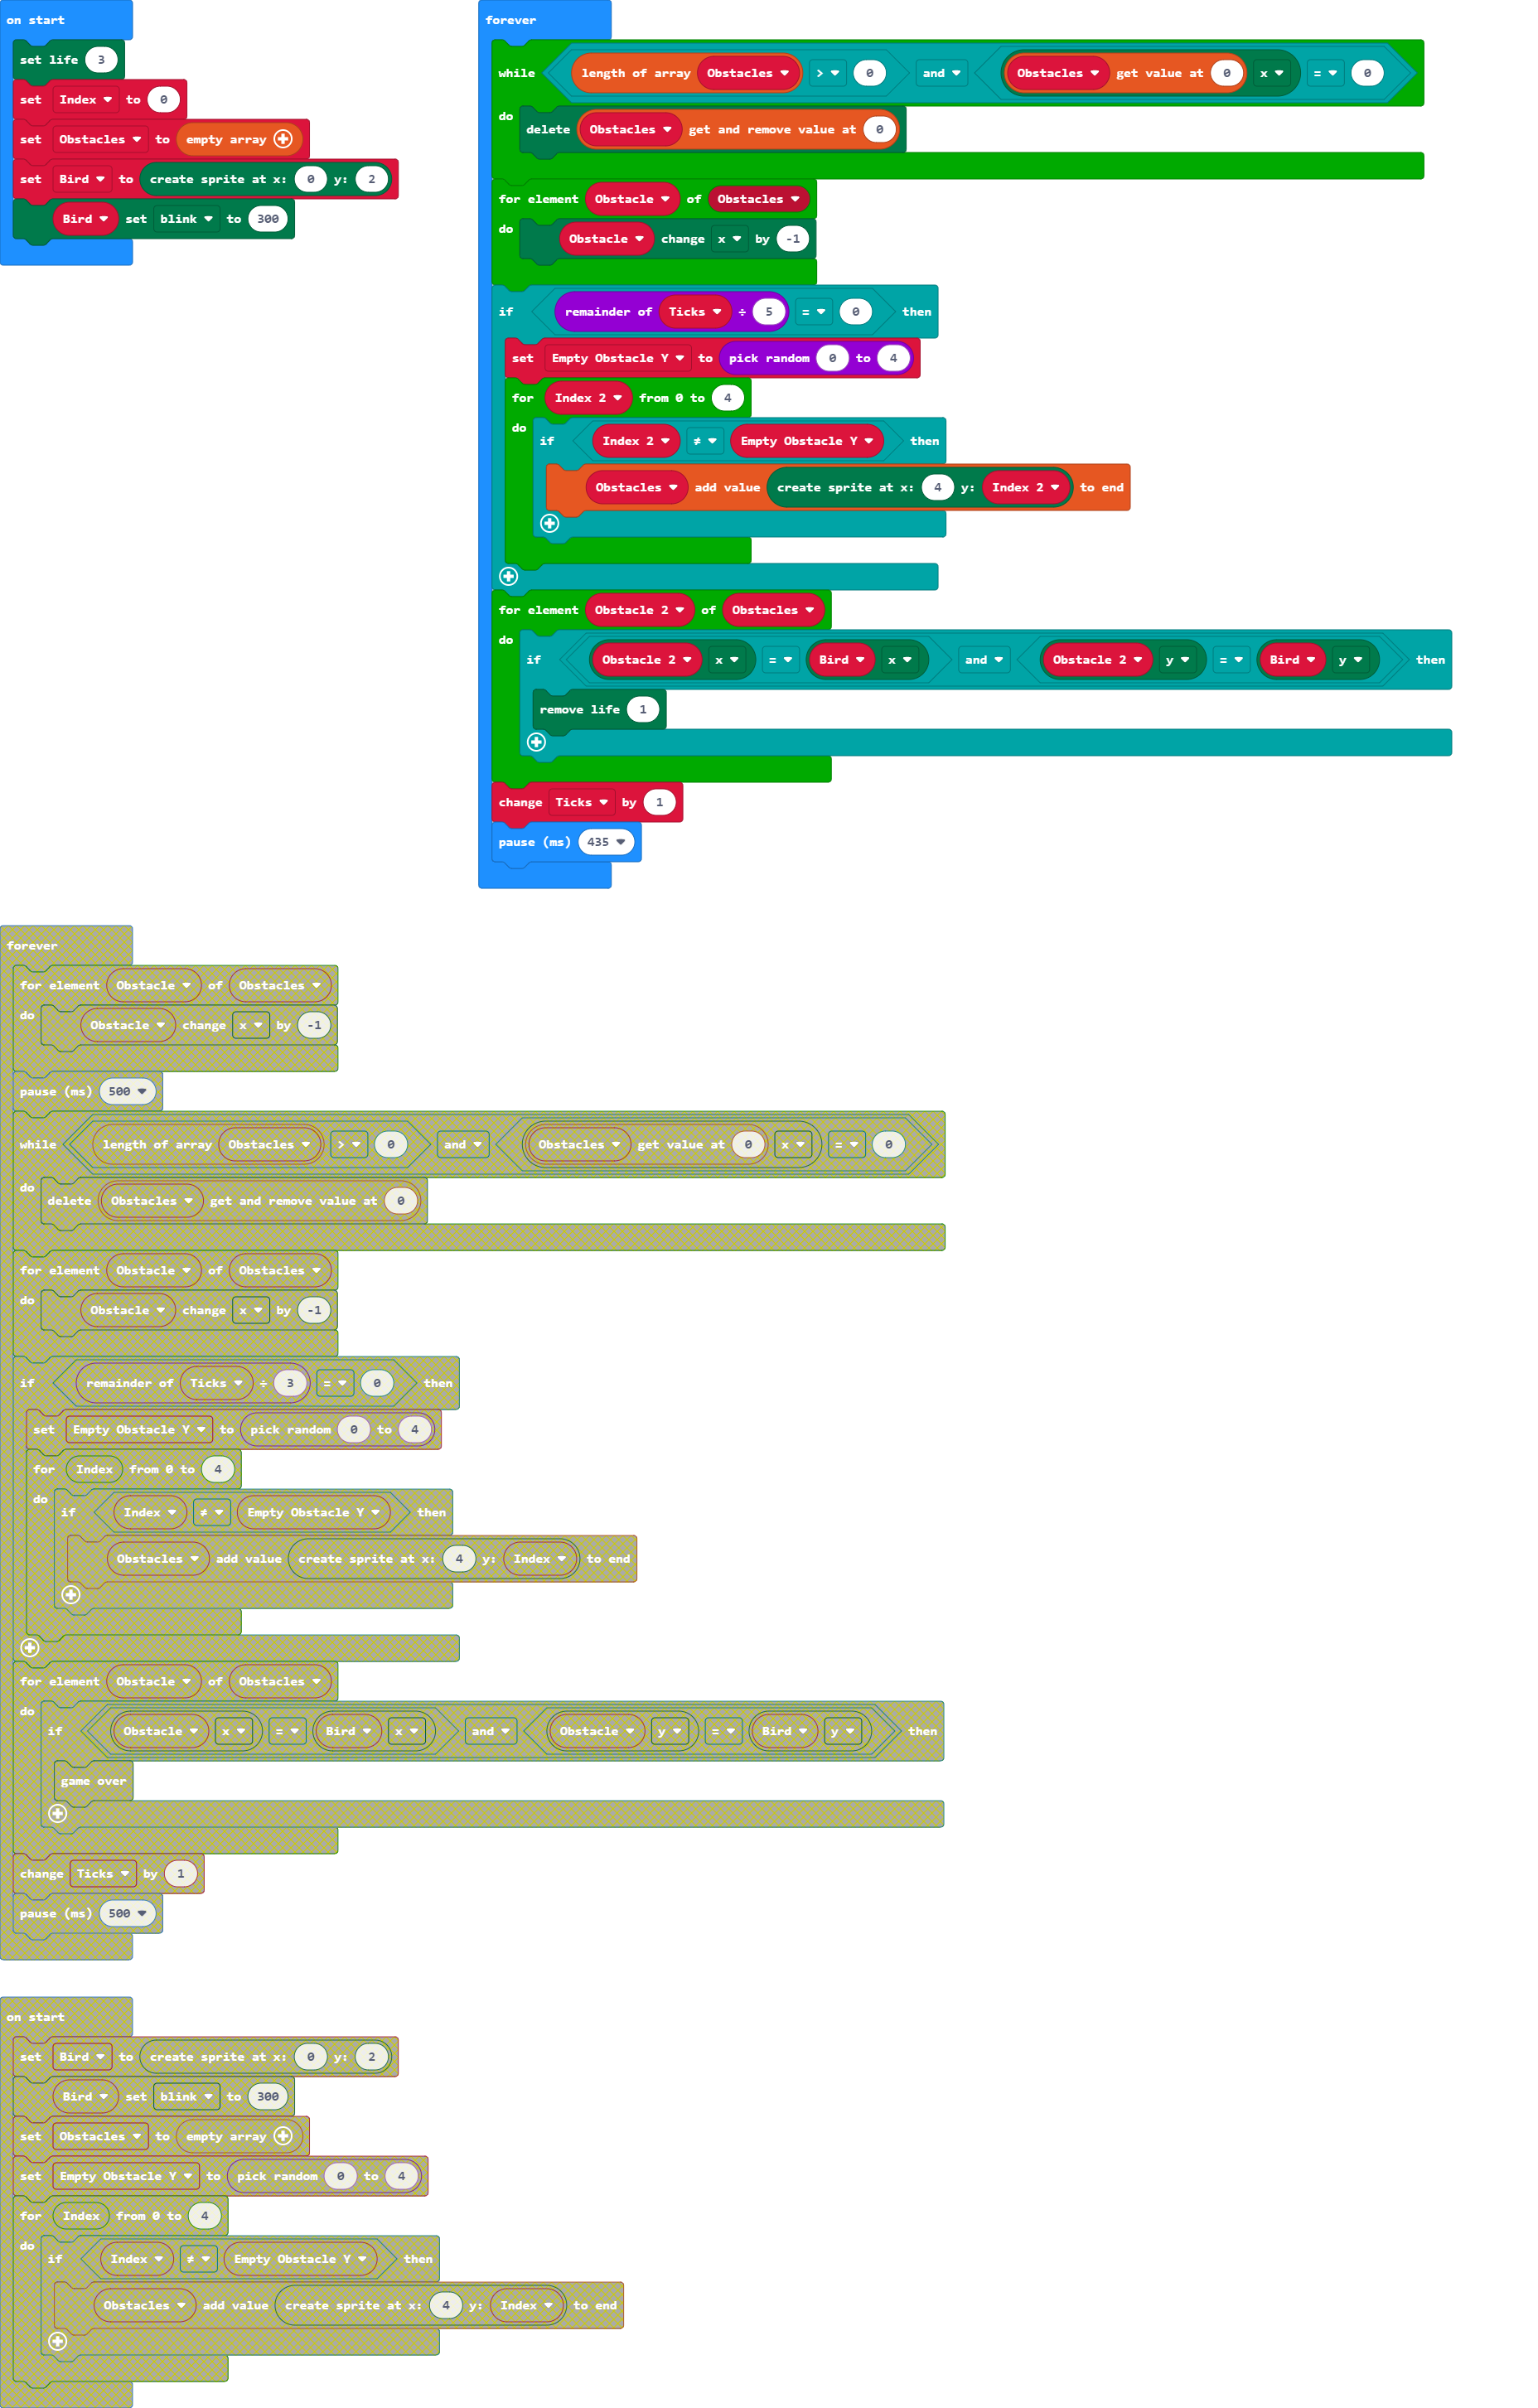 on start
set life 3
set Index to 0
set Obstacles to empty array
set Bird to create sprite at x: 0 y: 2
Bird set blink to 300
forever
while length of array Obstacles > 0 and Obstacles get value at 0 x = 0
do delete Obstacles get and remove value at 0
for element Obstacle of Obstacles
do Obstacle change x by -1
if remainder of Ticks ÷ 5 = 0 then
set Empty Obstacle Y to pick random 0 to 4
for Index 2 from 0 to 4
do if Index 2 ≠ Empty Obstacle Y then
Obstacles add value create sprite at x: 4 y: Index 2 to end
for element Obstacle 2 of Obstacles
do if Obstacle 2 x = Bird x and Obstacle 2 y = Bird y then
remove life 1
change Ticks by 1
pause (ms) 435
forever
for element Obstacle of Obstacles
do Obstacle change x by -1
pause (ms) 500
while length of array Obstacles > 0 and Obstacles get value at 0 x = 0
do delete Obstacles get and remove value at 0
for element Obstacle of Obstacles
do Obstacle change x by -1
if remainder of Ticks ÷ 3 = 0 then
set Empty Obstacle Y to pick random 0 to 4
for Index from 0 to 4
do if Index ≠ Empty Obstacle Y then
Obstacles add value create sprite at x: 4 y: Index to end
for element Obstacle of Obstacles
do if Obstacle x = Bird x and Obstacle y = Bird y then
game over
change Ticks by 1
pause (ms) 500
on start
set Bird to create sprite at x: 0 y: 2
Bird set blink to 300
set Obstacles to empty array
set Empty Obstacle Y to pick random 0 to 4
for Index from 0 to 4
do if Index ≠ Empty Obstacle Y then
Obstacles add value create sprite at x: 4 y: Index to end